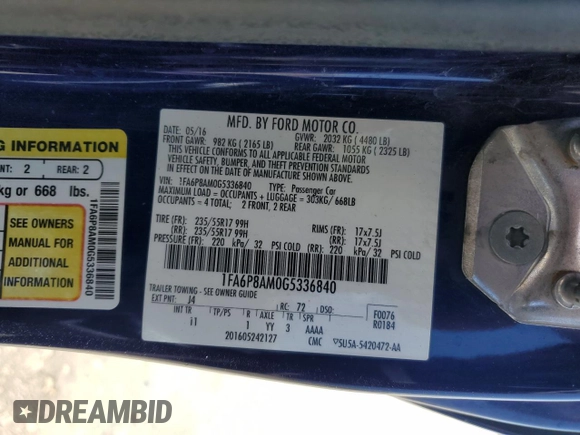 MFD. BY FORD MOTOR CO.
DATE: 05/16
GVWR: 2032 KG ( 4480 LB)
FRONT GAWR: 982 KG ( 2165 LB)
REAR GAWR: 1055 KG ( 2325 LB)
THIS VEHICLE CONFORMS TO ALL APPLICABLE FEDERAL MOTOR
VEHICLE SAFETY, BUMPER, AND THEFT PREVENTION STANDARDS
IN EFFECT ON THE DATE OF MANUFACTURE SHOWN ABOVE.
VIN: 1FA6P8AM0G5336840
TYPE: Passenger Car
MAXIMUM LOAD = OCCUPANTS + LUGGAGE = 303KG/ 668LB
OCCUPANTS = 4 TOTAL; 2 FRONT, 2 REAR
TIRE (FR): 235/55R17 99H RIMS (FR): 17x7.5J
(RR): 235/55R17 99H (RR): 17x7.5J
PRESSURE (FR): 220 kPa/ 32 PSI COLD
(RR): 220 kPa/ 32 PSI COLD
1FA6P8AM0G5336840
TRAILER TOWING - SEE OWNER GUIDE
EXT PNT: J4 RC: 72 DSO:
F0076
R0184
INT TR TP/PS R AXLE TR SPR
1 YY 3 AAAA
201605242127
CMC
SU5A-5420472-AA
G INFORMATION
NT: 2 REAR: 2
kg or 668 lbs.
SEE OWNERS
MANUAL FOR
ADDITIONAL
INFORMATION
1FA6P8AM0G5336840
DREAMBID